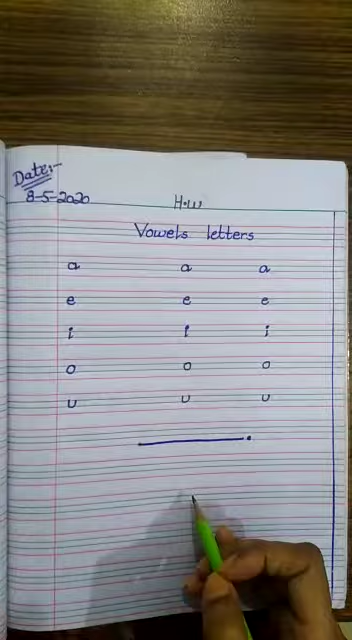 Date:-
8-5-2020
H.W
Vowels letters
a a a
e e e
i i i
o o o
u u u